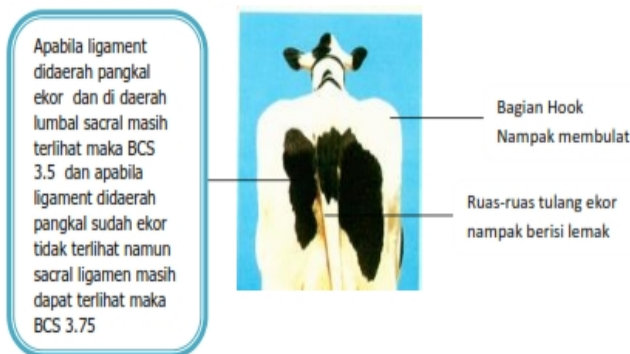 Apabila ligament
didaerah pangkal
ekor dan di daerah
lumbal sacral masih
terlihat maka BCS
3.5 dan apabila
ligament didaerah
pangkal sudah ekor
tidak terlihat namun
sacral ligamen masih
dapat terlihat maka
BCS 3.75
Bagian Hook
Nampak membulat
Ruas-ruas tulang ekor
nampak berisi lemak